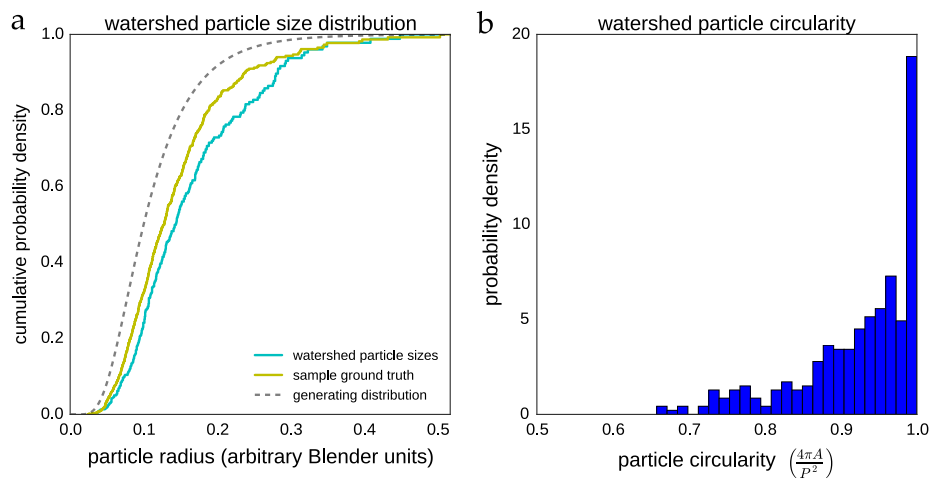 a
watershed particle size distribution
1.0
0.8
0.6
0.4
0.2
0.0
cumulative probability density
watershed particle sizes
sample ground truth
generating distribution
0.0 0.1 0.2 0.3 0.4 0.5
particle radius (arbitrary Blender units)
b
watershed particle circularity
20
15
10
5
0
probability density
0.5 0.6 0.7 0.8 0.9 1.0
particle circularity (4πA/P²)